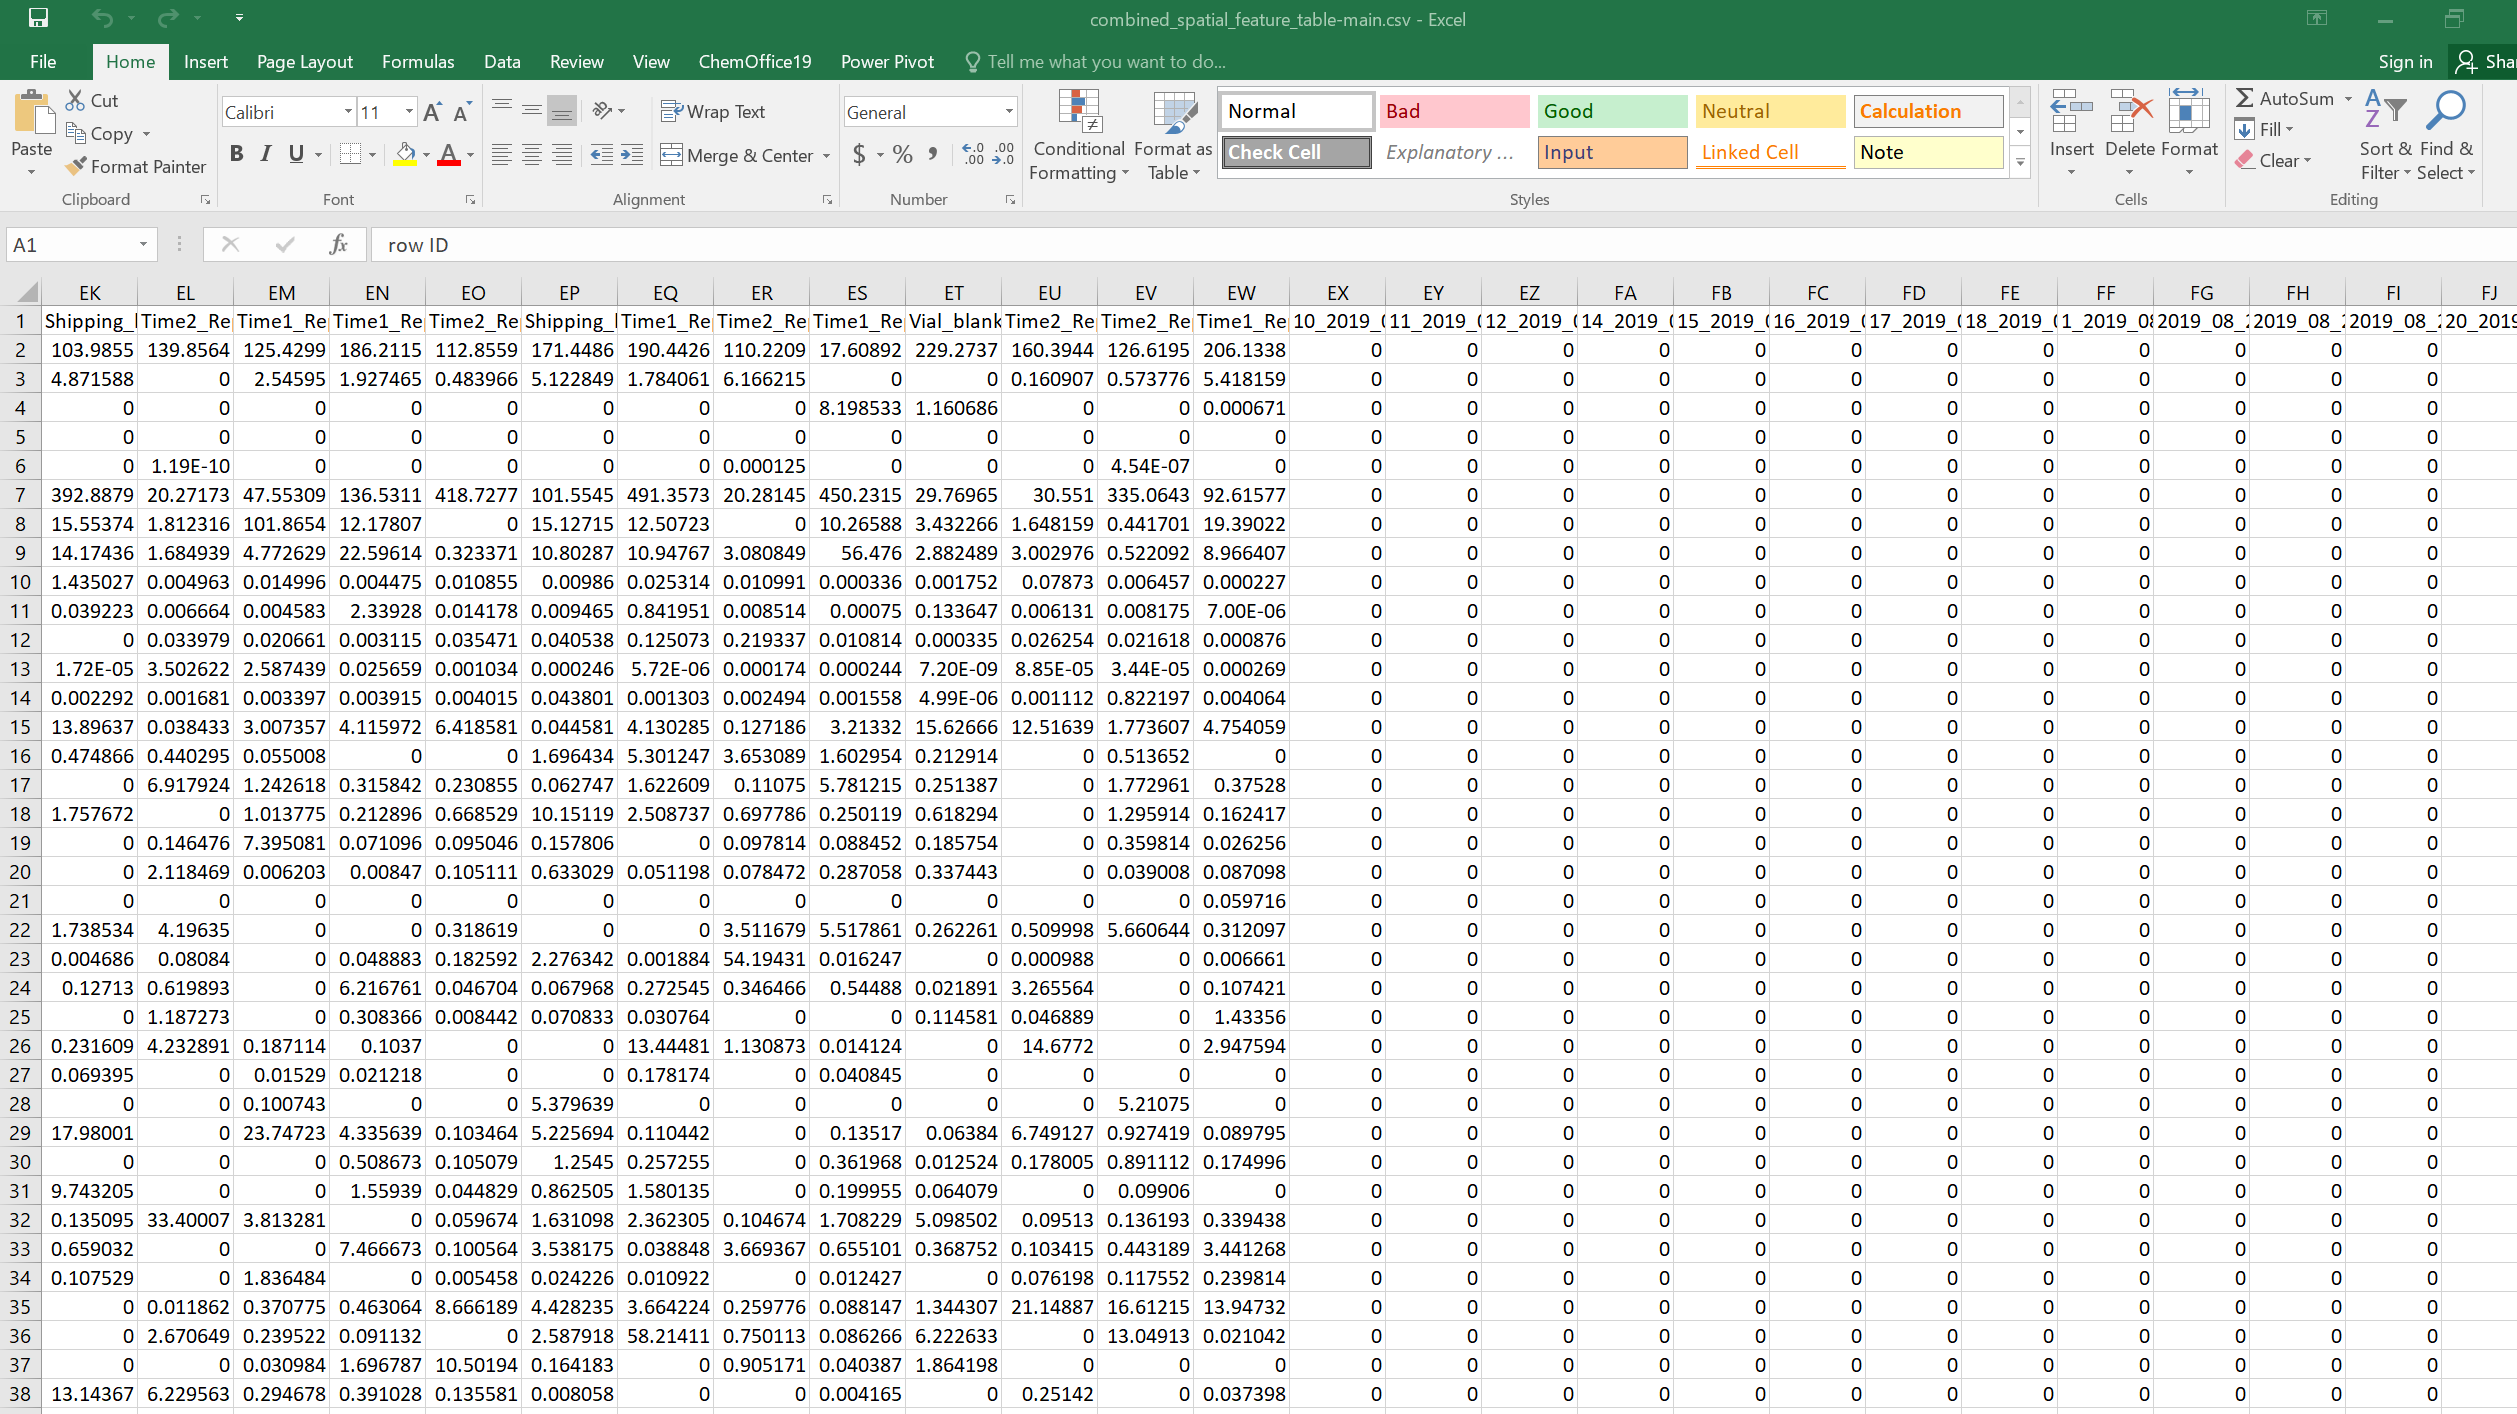 combined_spatial_feature_table-main.csv - Excel
File Home Insert Page Layout Formulas Data Review View ChemOffice19 Power Pivot Tell me what you want to do... Sign in Sha
Cut
Copy
Format Painter
Paste
Clipboard
Calibri 11
B I U
Font
Wrap Text
Merge & Center
Alignment
General
$ % ,
Number
Conditional Formatting
Format as Table
Normal Bad Good Neutral Calculation
Check Cell Explanatory ... Input Linked Cell Note
Styles
Insert Delete Format
Cells
AutoSum
Fill
Clear
Sort & Filter
Find & Select
Editing
A1 fx row ID
EK EL EM EN EO EP EQ ER ES ET EU EV EW EX EY EZ FA FB FC FD FE FF FG FH FI FJ
1 Shipping_ Time2_Re Time1_Re Time1_Re Time2_Re Shipping_ Time1_Re Time2_Re Time1_Re Vial_blank Time2_Re Time2_Re Time1_Re 10_2019_ 11_2019_ 12_2019_ 14_2019_ 15_2019_ 16_2019_ 17_2019_ 18_2019_ 1_2019_08 2019_08_ 2019_08_ 2019_08_ 20_2019
2 103.9855 139.8564 125.4299 186.2115 112.8559 171.4486 190.4426 110.2209 17.60892 229.2737 160.3944 126.6195 206.1338 0 0 0 0 0 0 0 0 0 0 0 0
3 4.871588 0 2.54595 1.927465 0.483966 5.122849 1.784061 6.166215 0 0 0.160907 0.573776 5.418159 0 0 0 0 0 0 0 0 0 0 0 0
4 0 0 0 0 0 0 0 0 8.198533 1.160686 0 0 0.000671 0 0 0 0 0 0 0 0 0 0 0 0
5 0 0 0 0 0 0 0 0 0 0 0 0 0 0 0 0 0 0 0 0 0 0 0 0 0
6 0 1.19E-10 0 0 0 0 0 0.000125 0 0 0 4.54E-07 0 0 0 0 0 0 0 0 0 0 0 0 0
7 392.8879 20.27173 47.55309 136.5311 418.7277 101.5545 491.3573 20.28145 450.2315 29.76965 30.551 335.0643 92.61577 0 0 0 0 0 0 0 0 0 0 0 0
8 15.55374 1.812316 101.8654 12.17807 0 15.12715 12.50723 0 10.26588 3.432266 1.648159 0.441701 19.39022 0 0 0 0 0 0 0 0 0 0 0 0
9 14.17436 1.684939 4.772629 22.59614 0.323371 10.80287 10.94767 3.080849 56.476 2.882489 3.002976 0.522092 8.966407 0 0 0 0 0 0 0 0 0 0 0 0
10 1.435027 0.004963 0.014996 0.004475 0.010855 0.00986 0.025314 0.010991 0.000336 0.001752 0.07873 0.006457 0.000227 0 0 0 0 0 0 0 0 0 0 0 0
11 0.039223 0.006664 0.004583 2.33928 0.014178 0.009465 0.841951 0.008514 0.00075 0.133647 0.006131 0.008175 7.00E-06 0 0 0 0 0 0 0 0 0 0 0 0
12 0 0.033979 0.020661 0.003115 0.035471 0.040538 0.125073 0.219337 0.010814 0.000335 0.026254 0.021618 0.000876 0 0 0 0 0 0 0 0 0 0 0 0
13 1.72E-05 3.502622 2.587439 0.025659 0.001034 0.000246 5.72E-06 0.000174 0.000244 7.20E-09 8.85E-05 3.44E-05 0.000269 0 0 0 0 0 0 0 0 0 0 0 0
14 0.002292 0.001681 0.003397 0.003915 0.004015 0.043801 0.001303 0.002494 0.001558 4.99E-06 0.001112 0.822197 0.004064 0 0 0 0 0 0 0 0 0 0 0 0
15 13.89637 0.038433 3.007357 4.115972 6.418581 0.044581 4.130285 0.127186 3.21332 15.62666 12.51639 1.773607 4.754059 0 0 0 0 0 0 0 0 0 0 0 0
16 0.474866 0.440295 0.055008 0 0 1.696434 5.301247 3.653089 1.602954 0.212914 0 0.513652 0 0 0 0 0 0 0 0 0 0 0 0 0
17 0 6.917924 1.242618 0.315842 0.230855 0.062747 1.622609 0.11075 5.781215 0.251387 0 1.772961 0.37528 0 0 0 0 0 0 0 0 0 0 0 0
18 1.757672 0 1.013775 0.212896 0.668529 10.15119 2.508737 0.697786 0.250119 0.618294 0 1.295914 0.162417 0 0 0 0 0 0 0 0 0 0 0 0
19 0 0.146476 7.395081 0.071096 0.095046 0.157806 0 0.097814 0.088452 0.185754 0 0.359814 0.026256 0 0 0 0 0 0 0 0 0 0 0 0
20 0 2.118469 0.006203 0.00847 0.105111 0.633029 0.051198 0.078472 0.287058 0.337443 0 0.039008 0.087098 0 0 0 0 0 0 0 0 0 0 0 0
21 0 0 0 0 0 0 0 0 0 0 0 0 0.059716 0 0 0 0 0 0 0 0 0 0 0 0
22 1.738534 4.19635 0 0 0.318619 0 0 3.511679 5.517861 0.262261 0.509998 5.660644 0.312097 0 0 0 0 0 0 0 0 0 0 0 0
23 0.004686 0.08084 0 0.048883 0.182592 2.276342 0.001884 54.19431 0.016247 0 0.000988 0 0.006661 0 0 0 0 0 0 0 0 0 0 0 0
24 0.12713 0.619893 0 6.216761 0.046704 0.067968 0.272545 0.346466 0.54488 0.021891 3.265564 0 0.107421 0 0 0 0 0 0 0 0 0 0 0 0
25 0 1.187273 0 0.308366 0.008442 0.070833 0.030764 0 0 0.114581 0.046889 0 1.43356 0 0 0 0 0 0 0 0 0 0 0 0
26 0.231609 4.232891 0.187114 0.1037 0 0 13.44481 1.130873 0.014124 0 14.6772 0 2.947594 0 0 0 0 0 0 0 0 0 0 0 0
27 0.069395 0 0.01529 0.021218 0 0 0.178174 0 0.040845 0 0 0 0 0 0 0 0 0 0 0 0 0 0 0 0
28 0 0 0.100743 0 0 5.379639 0 0 0 0 0 5.21075 0 0 0 0 0 0 0 0 0 0 0 0 0
29 17.98001 0 23.74723 4.335639 0.103464 5.225694 0.110442 0 0.13517 0.06384 6.749127 0.927419 0.089795 0 0 0 0 0 0 0 0 0 0 0 0
30 0 0 0 0.508673 0.105079 1.2545 0.257255 0 0.361968 0.012524 0.178005 0.891112 0.174996 0 0 0 0 0 0 0 0 0 0 0 0
31 9.743205 0 0 1.55939 0.044829 0.862505 1.580135 0 0.199955 0.064079 0 0.09906 0 0 0 0 0 0 0 0 0 0 0 0 0
32 0.135095 33.40007 3.813281 0 0.059674 1.631098 2.362305 0.104674 1.708229 5.098502 0.09513 0.136193 0.339438 0 0 0 0 0 0 0 0 0 0 0 0
33 0.659032 0 0 7.466673 0.100564 3.538175 0.038848 3.669367 0.655101 0.368752 0.103415 0.443189 3.441268 0 0 0 0 0 0 0 0 0 0 0 0
34 0.107529 0 1.836484 0 0.005458 0.024226 0.010922 0 0.012427 0 0.076198 0.117552 0.239814 0 0 0 0 0 0 0 0 0 0 0 0
35 0 0.011862 0.370775 0.463064 8.666189 4.428235 3.664224 0.259776 0.088147 1.344307 21.14887 16.61215 13.94732 0 0 0 0 0 0 0 0 0 0 0 0
36 0 2.670649 0.239522 0.091132 0 2.587918 58.21411 0.750113 0.086266 6.222633 0 13.04913 0.021042 0 0 0 0 0 0 0 0 0 0 0 0
37 0 0 0.030984 1.696787 10.50194 0.164183 0 0.905171 0.040387 1.864198 0 0 0 0 0 0 0 0 0 0 0 0 0 0 0
38 13.14367 6.229563 0.294678 0.391028 0.135581 0.008058 0 0 0.004165 0 0.25142 0 0.037398 0 0 0 0 0 0 0 0 0 0 0 0